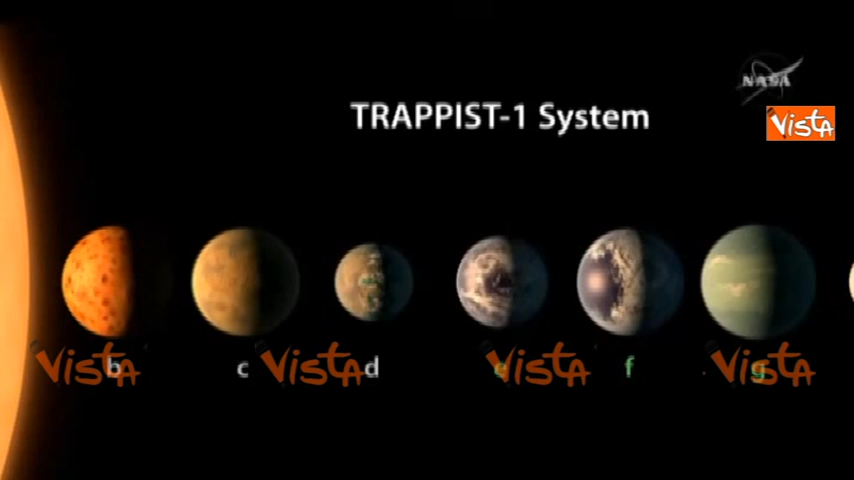 NASA
TRAPPIST-1 System
VISTA
b c d e f g
VISTA VISTA VISTA VISTA